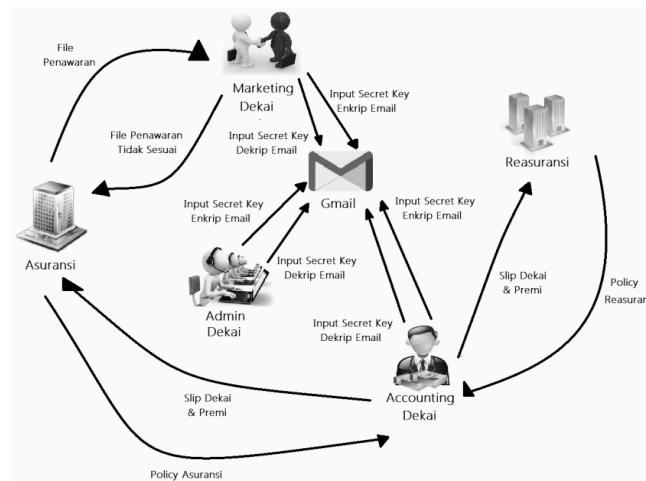 File
Penawaran
Marketing
Dekai
Input Secret Key
Enkrip Email
Input Secret Key
Dekrip Email
File Penawaran
Tidak Sesuai
Reasuransi
Gmail
Input Secret Key
Enkrip Email
Input Secret Key
Enkrip Email
Asuransi
Input Secret Key
Dekrip Email
Admin
Dekai
Slip Dekai
& Premi
Policy
Reasuran
Input Secret Key
Dekrip Email
Accounting
Dekai
Slip Dekai
& Premi
Policy Asuransi